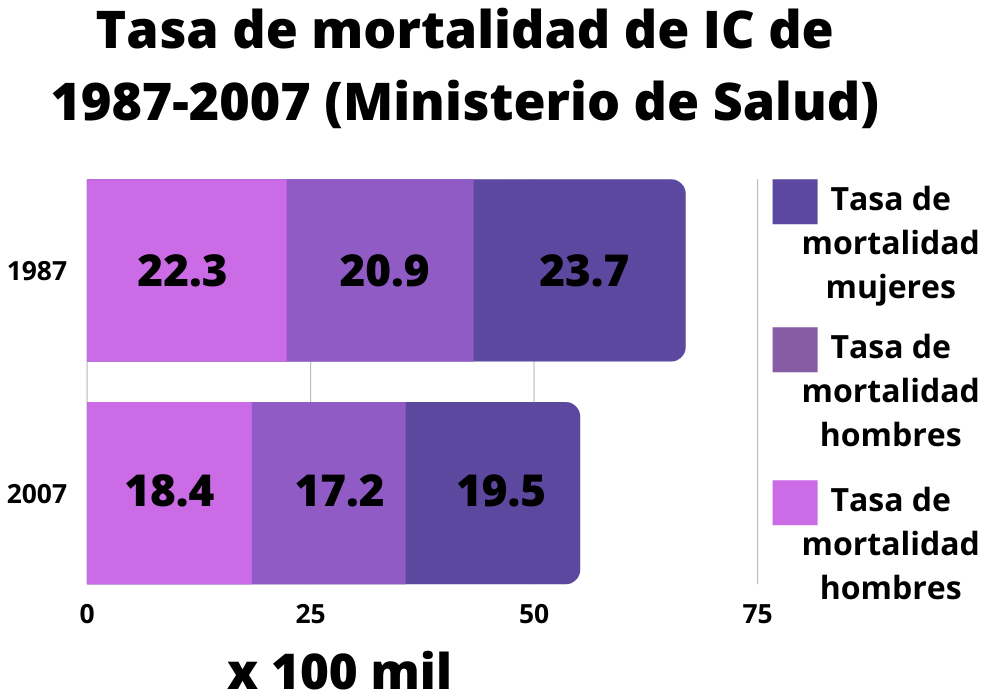 Tasa de mortalidad de IC de
1987-2007 (Ministerio de Salud)
1987
22.3
20.9
23.7
2007
18.4
17.2
19.5
0
25
50
75
x 100 mil
Tasa de
mortalidad
mujeres
Tasa de
mortalidad
hombres
Tasa de
mortalidad
hombres